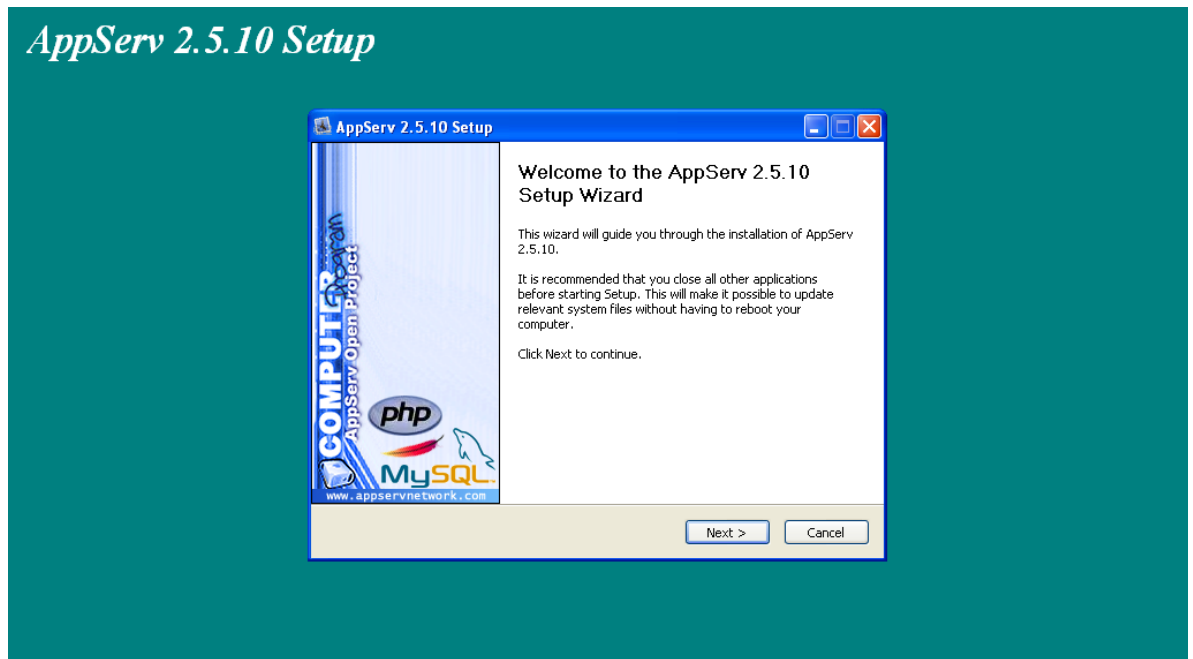 AppServ 2.5.10 Setup
AppServ 2.5.10 Setup
Welcome to the AppServ 2.5.10
Setup Wizard
This wizard will guide you through the installation of AppServ
2.5.10.
It is recommended that you close all other applications
before starting Setup. This will make it possible to update
relevant system files without having to reboot your
computer.
Click Next to continue.
COMPUTER
Program
AppServ Open Project
php
MySQL
www.appservnetwork.com
Next >
Cancel